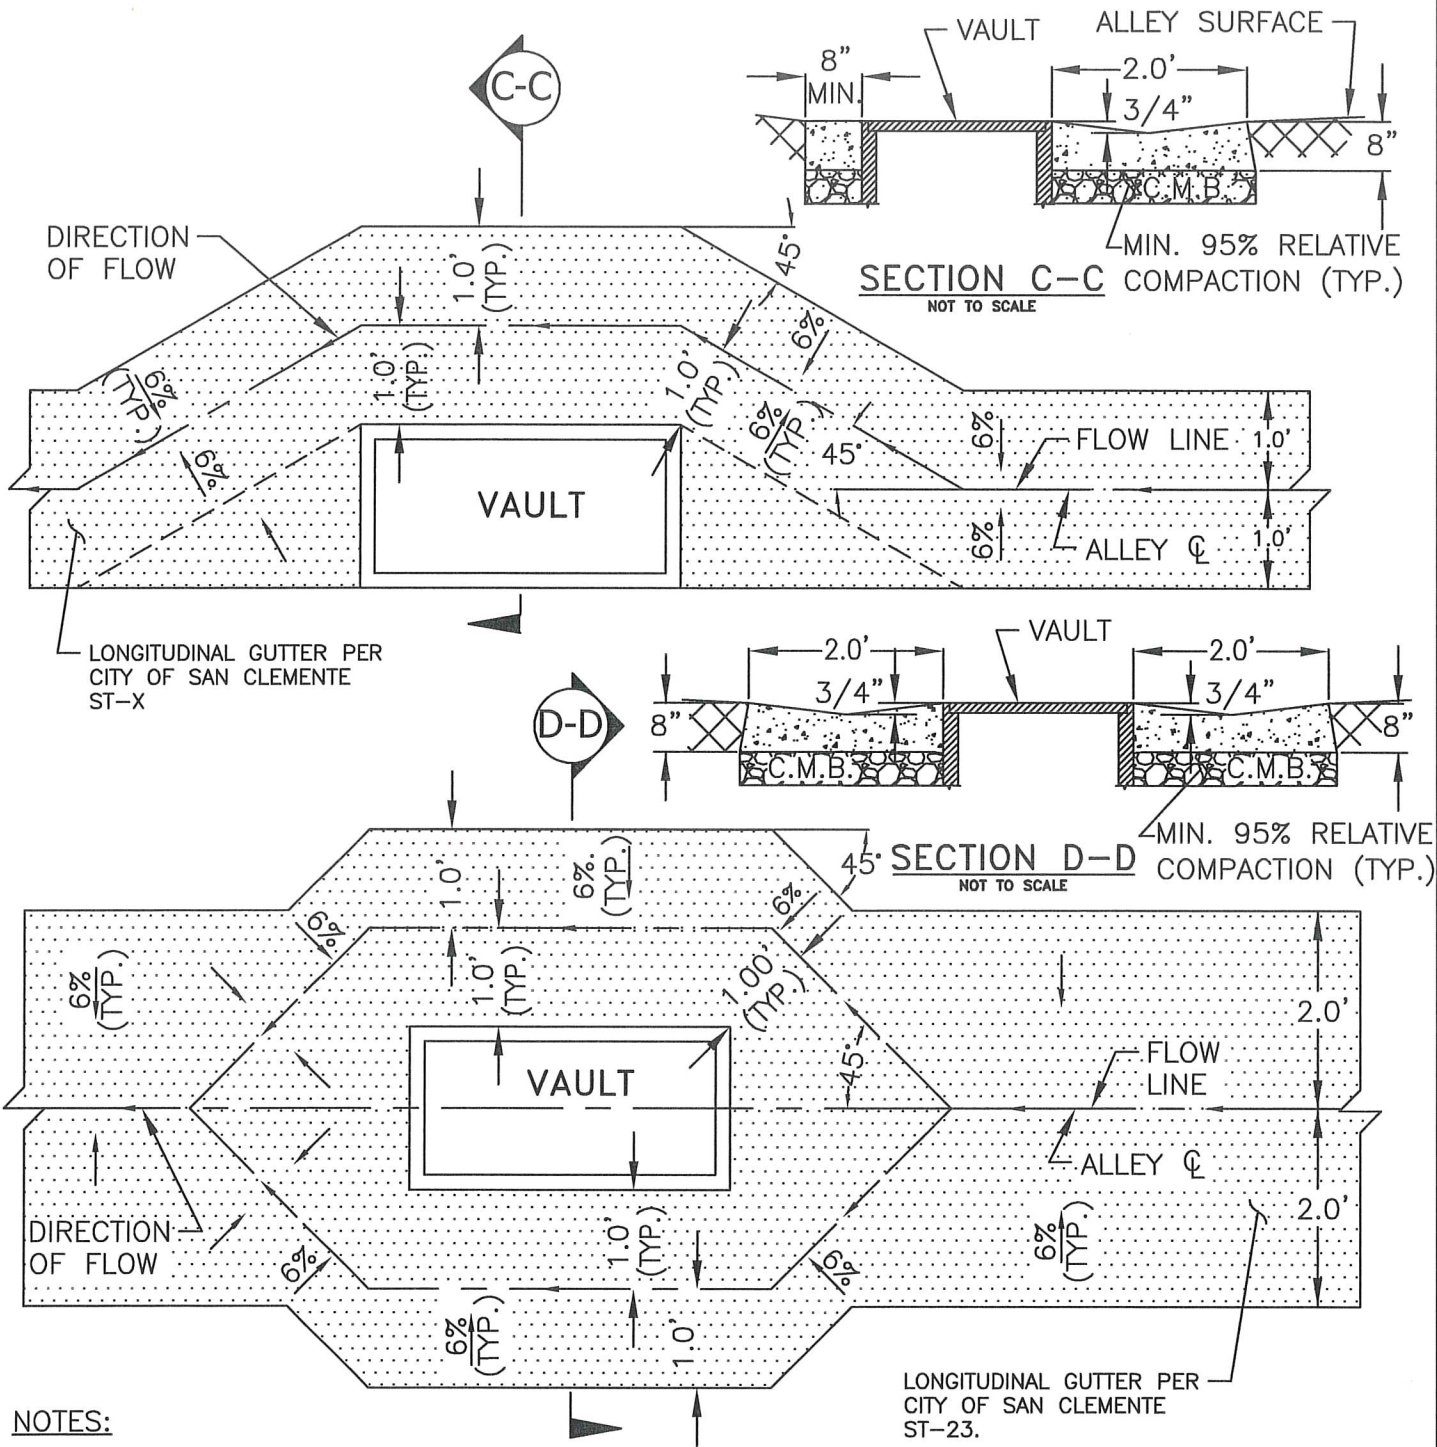 VAULT
ALLEY SURFACE
8"
MIN.
2.0'
3/4"
8"
C.M.B.
MIN. 95% RELATIVE
COMPACTION (TYP.)
SECTION C-C
NOT TO SCALE
C-C
DIRECTION
OF FLOW
1.0'
(TYP.)
45°
6%
1.0'
(TYP.)
1.0'
(TYP.)
6%
(TYP.)
6%
6%
(TYP.)
45°
6%
FLOW LINE
1.0'
VAULT
6%
ALLEY ℄
1.0'
LONGITUDINAL GUTTER PER
CITY OF SAN CLEMENTE
ST-X
VAULT
2.0'
3/4"
8"
2.0'
3/4"
8"
C.M.B.
C.M.B.
MIN. 95% RELATIVE
COMPACTION (TYP.)
SECTION D-D
NOT TO SCALE
D-D
1.0'
6%
(TYP.)
45°
6%
6%
1.0'
(TYP.)
1.00'
(TYP.)
6%
(TYP.)
2.0'
45°
FLOW
LINE
VAULT
ALLEY ℄
DIRECTION
OF FLOW
6%
1.0'
(TYP.)
6%
6%
(TYP.)
2.0'
6%
(TYP.)
1.0'
LONGITUDINAL GUTTER PER
CITY OF SAN CLEMENTE
ST-23.
NOTES: